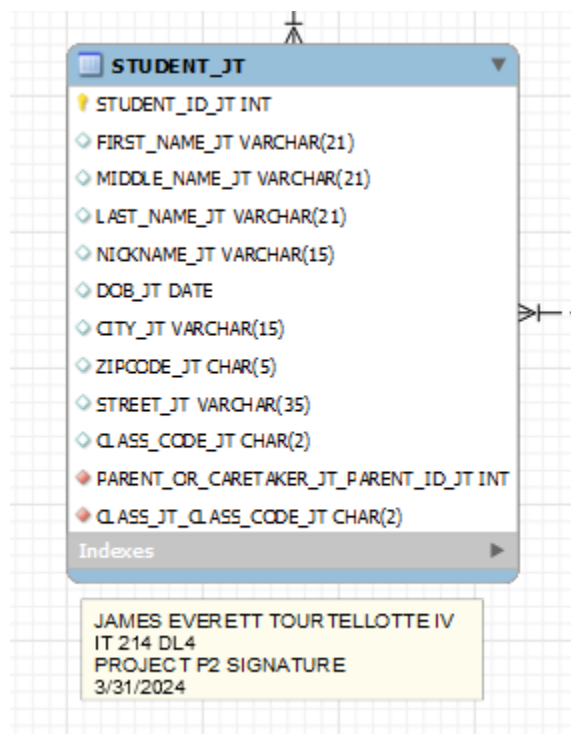 STUDENT_JT
STUDENT_ID_JT INT
FIRST_NAME_JT VARCHAR(21)
MIDDLE_NAME_JT VARCHAR(21)
LAST_NAME_JT VARCHAR(21)
NICKNAME_JT VARCHAR(15)
DOB_JT DATE
CITY_JT VARCHAR(15)
ZIPCODE_JT CHAR(5)
STREET_JT VARCHAR(35)
CLASS_CODE_JT CHAR(2)
PARENT_OR_CARETAKER_JT_PARENT_ID_JT INT
CLASS_JT_CLASS_CODE_JT CHAR(2)
Indexes
JAMES EVERETT TOURTELLOTTE IV
IT 214 DL4
PROJECT P2 SIGNATURE
3/31/2024